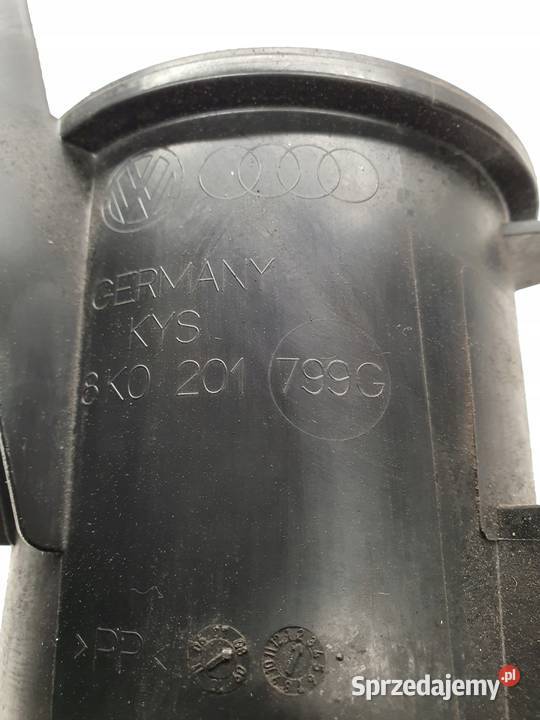 GERMANY
KYS
8K0 201 799G
>PP<
Sprzedajemy.pl